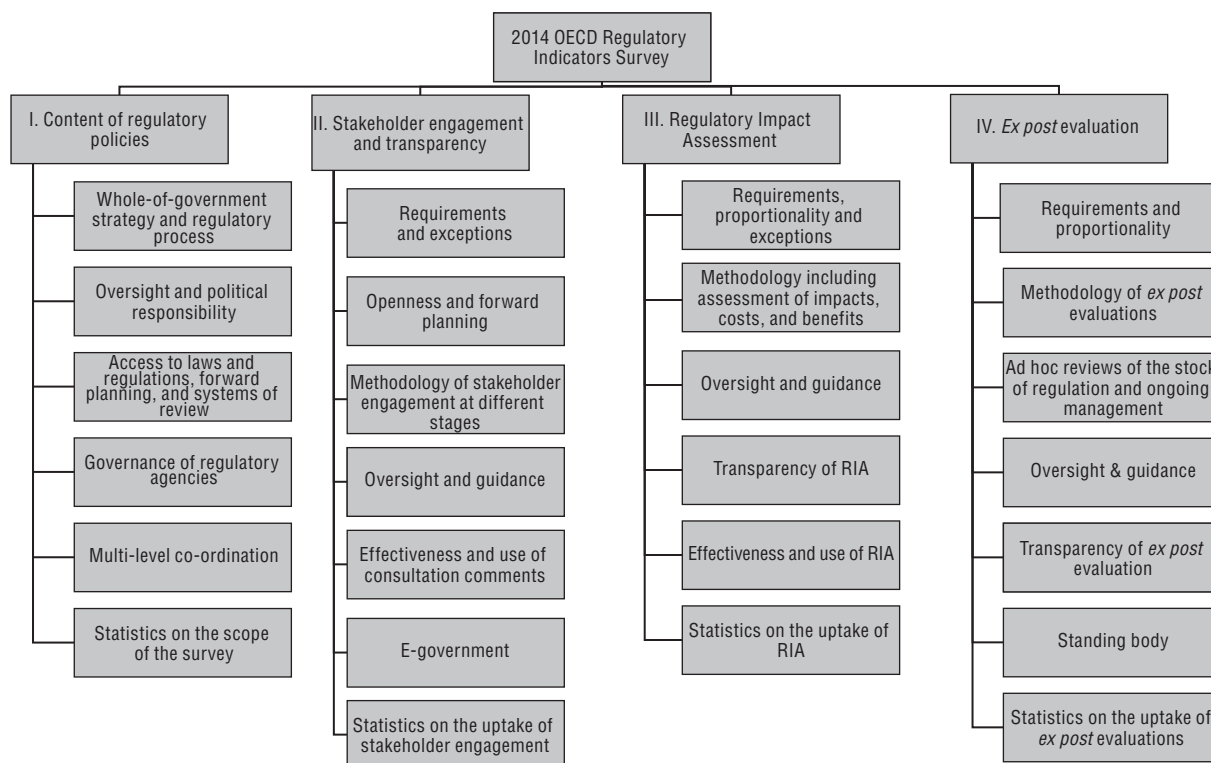 2014 OECD Regulatory
Indicators Survey
I. Content of regulatory
policies
Whole-of-government
strategy and regulatory
process
Oversight and political
responsibility
Access to laws and
regulations, forward
planning, and systems of
review
Governance of regulatory
agencies
Multi-level co-ordination
Statistics on the scope
of the survey
II. Stakeholder engagement
and transparency
Requirements
and exceptions
Openness and forward
planning
Methodology of stakeholder
engagement at different
stages
Oversight and guidance
Effectiveness and use of
consultation comments
E-government
Statistics on the uptake of
stakeholder engagement
III. Regulatory Impact
Assessment
Requirements,
proportionality and
exceptions
Methodology including
assessment of impacts,
costs, and benefits
Oversight and guidance
Transparency of RIA
Effectiveness and use of RIA
Statistics on the uptake of
RIA
IV. Ex post evaluation
Requirements and
proportionality
Methodology of ex post
evaluations
Ad hoc reviews of the stock
of regulation and ongoing
management
Oversight & guidance
Transparency of ex post
evaluation
Standing body
Statistics on the uptake of
ex post evaluations